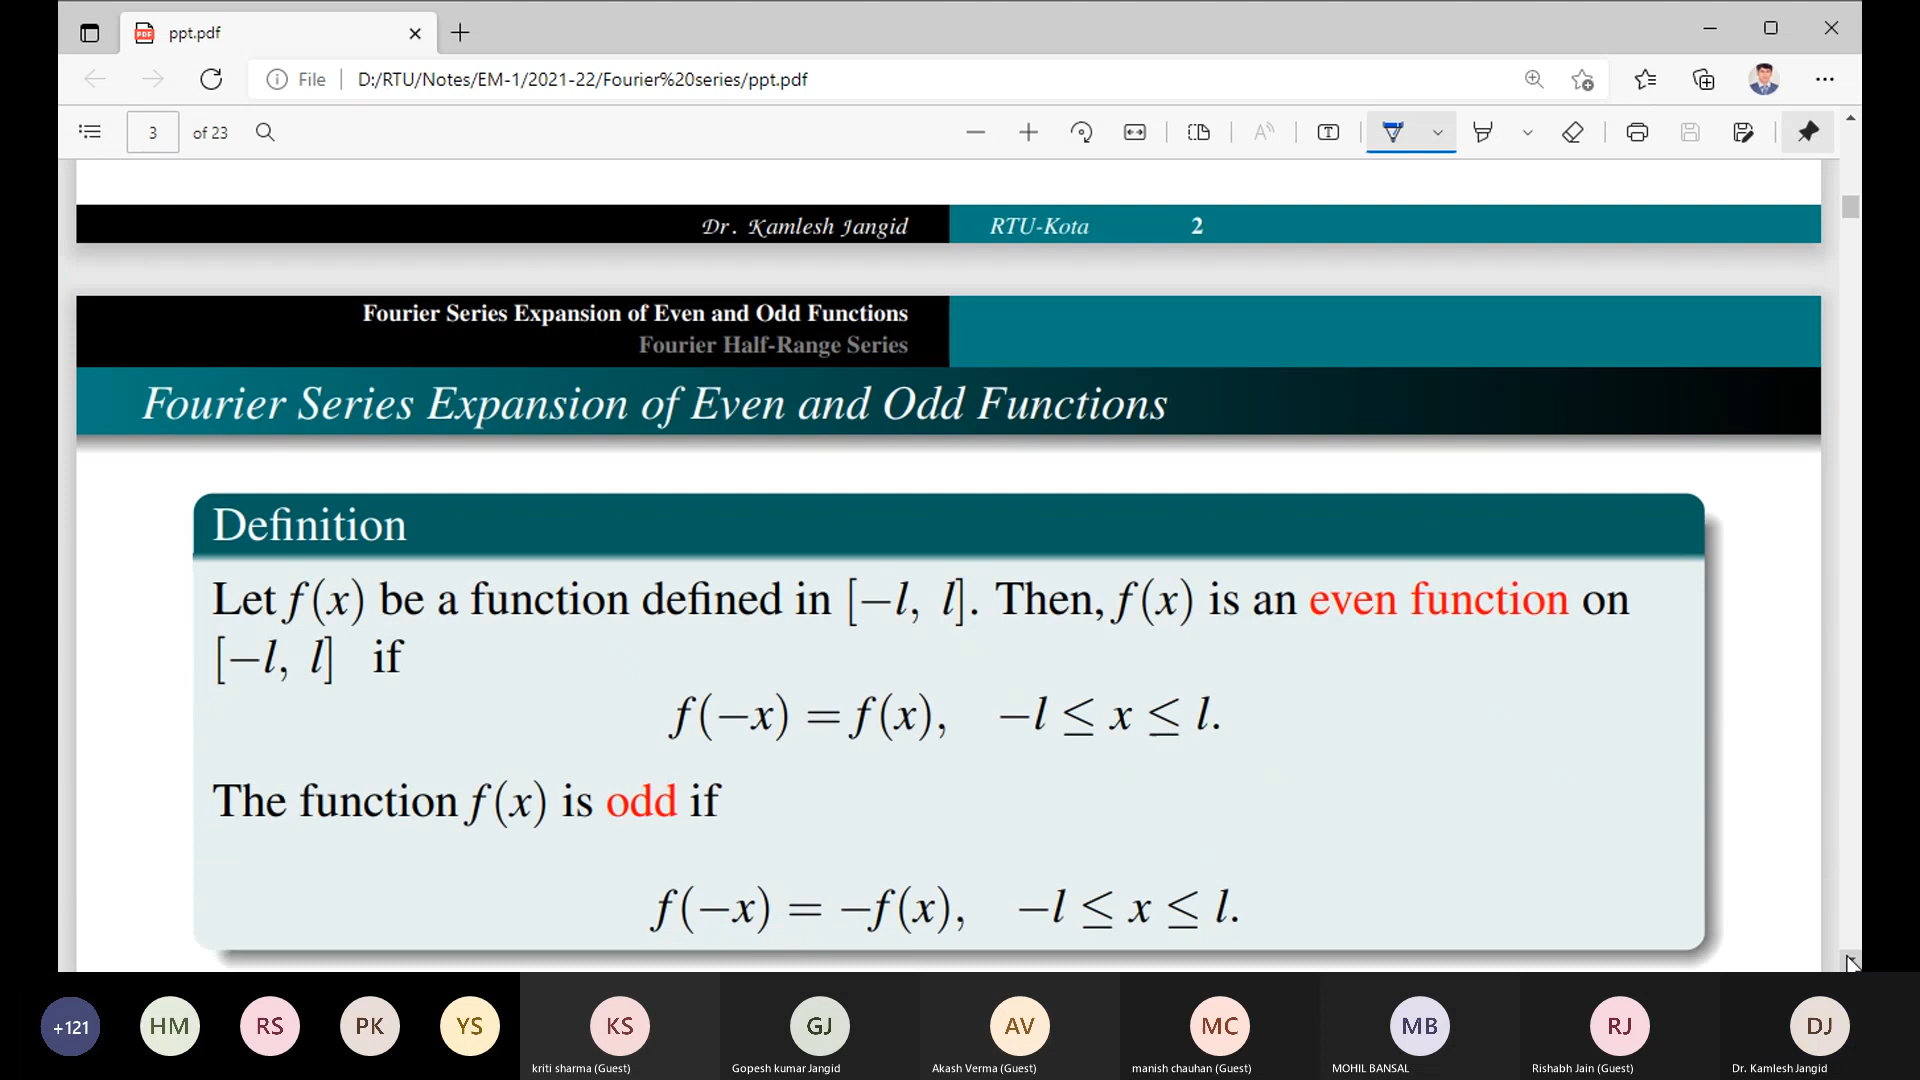 ppt.pdf
File D:/RTU/Notes/EM-1/2021-22/Fourier%20series/ppt.pdf
3 of 23
Dr. Kamlesh Jangid RTU-Kota 2
Fourier Series Expansion of Even and Odd Functions
Fourier Half-Range Series
Fourier Series Expansion of Even and Odd Functions
Definition
Let f(x) be a function defined in [−l, l]. Then, f(x) is an even function on
[−l, l] if
f(−x) = f(x), −l ≤ x ≤ l.
The function f(x) is odd if
f(−x) = −f(x), −l ≤ x ≤ l.
+121 HM RS PK YS KS GJ AV MC MB RJ DJ
kriti sharma (Guest) Gopesh kumar Jangid Akash Verma (Guest) manish chauhan (Guest) MOHIL BANSAL Rishabh Jain (Guest) Dr. Kamlesh Jangid